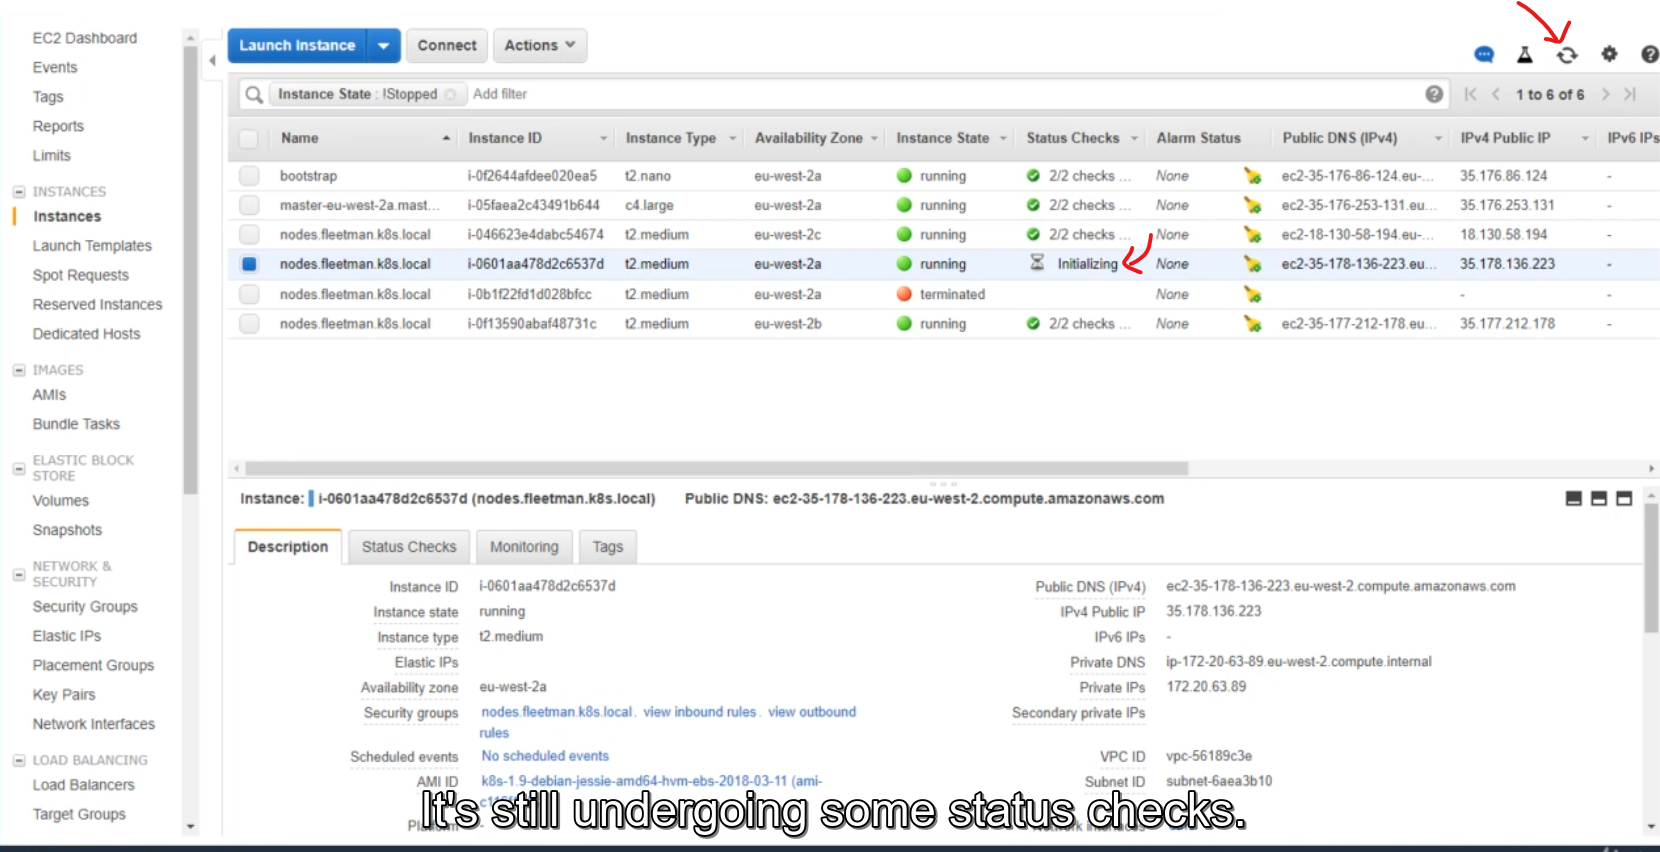 EC2 Dashboard
Events
Tags
Reports
Limits
INSTANCES
Instances
Launch Templates
Spot Requests
Reserved Instances
Dedicated Hosts
IMAGES
AMIs
Bundle Tasks
ELASTIC BLOCK
STORE
Volumes
Snapshots
NETWORK &
SECURITY
Security Groups
Elastic IPs
Placement Groups
Key Pairs
Network Interfaces
LOAD BALANCING
Load Balancers
Target Groups
Launch Instance Connect Actions
Instance State : !Stopped Add filter 1 to 6 of 6
Name Instance ID Instance Type Availability Zone Instance State Status Checks Alarm Status Public DNS (IPv4) IPv4 Public IP IPv6 IPs
bootstrap i-0f2644afdee020ea5 t2.nano eu-west-2a running 2/2 checks ... None ec2-35-176-86-124.eu-... 35.176.86.124 -
master-eu-west-2a.mast... i-05faea2c43491b644 c4.large eu-west-2a running 2/2 checks ... None ec2-35-176-253-131.eu... 35.176.253.131 -
nodes.fleetman.k8s.local i-046623e4dabc54674 t2.medium eu-west-2c running 2/2 checks ... None ec2-18-130-58-194.eu-... 18.130.58.194 -
nodes.fleetman.k8s.local i-0601aa478d2c6537d t2.medium eu-west-2a running Initializing None ec2-35-178-136-223.eu... 35.178.136.223 -
nodes.fleetman.k8s.local i-0b1f22fd1d028bfcc t2.medium eu-west-2a terminated None - -
nodes.fleetman.k8s.local i-0f13590abaf48731c t2.medium eu-west-2b running 2/2 checks ... None ec2-35-177-212-178.eu... 35.177.212.178 -
Instance: i-0601aa478d2c6537d (nodes.fleetman.k8s.local) Public DNS: ec2-35-178-136-223.eu-west-2.compute.amazonaws.com
Description Status Checks Monitoring Tags
Instance ID i-0601aa478d2c6537d Public DNS (IPv4) ec2-35-178-136-223.eu-west-2.compute.amazonaws.com
Instance state running IPv4 Public IP 35.178.136.223
Instance type t2.medium IPv6 IPs -
Elastic IPs Private DNS ip-172-20-63-89.eu-west-2.compute.internal
Availability zone eu-west-2a Private IPs 172.20.63.89
Security groups nodes.fleetman.k8s.local. view inbound rules. view outbound Secondary private IPs
rules
Scheduled events No scheduled events VPC ID vpc-56189c3e
AMI ID k8s-1.9-debian-jessie-amd64-hvm-ebs-2018-03-11 (ami- Subnet ID subnet-6aea3b10
It's still undergoing some status checks.
Platform - Network interfaces